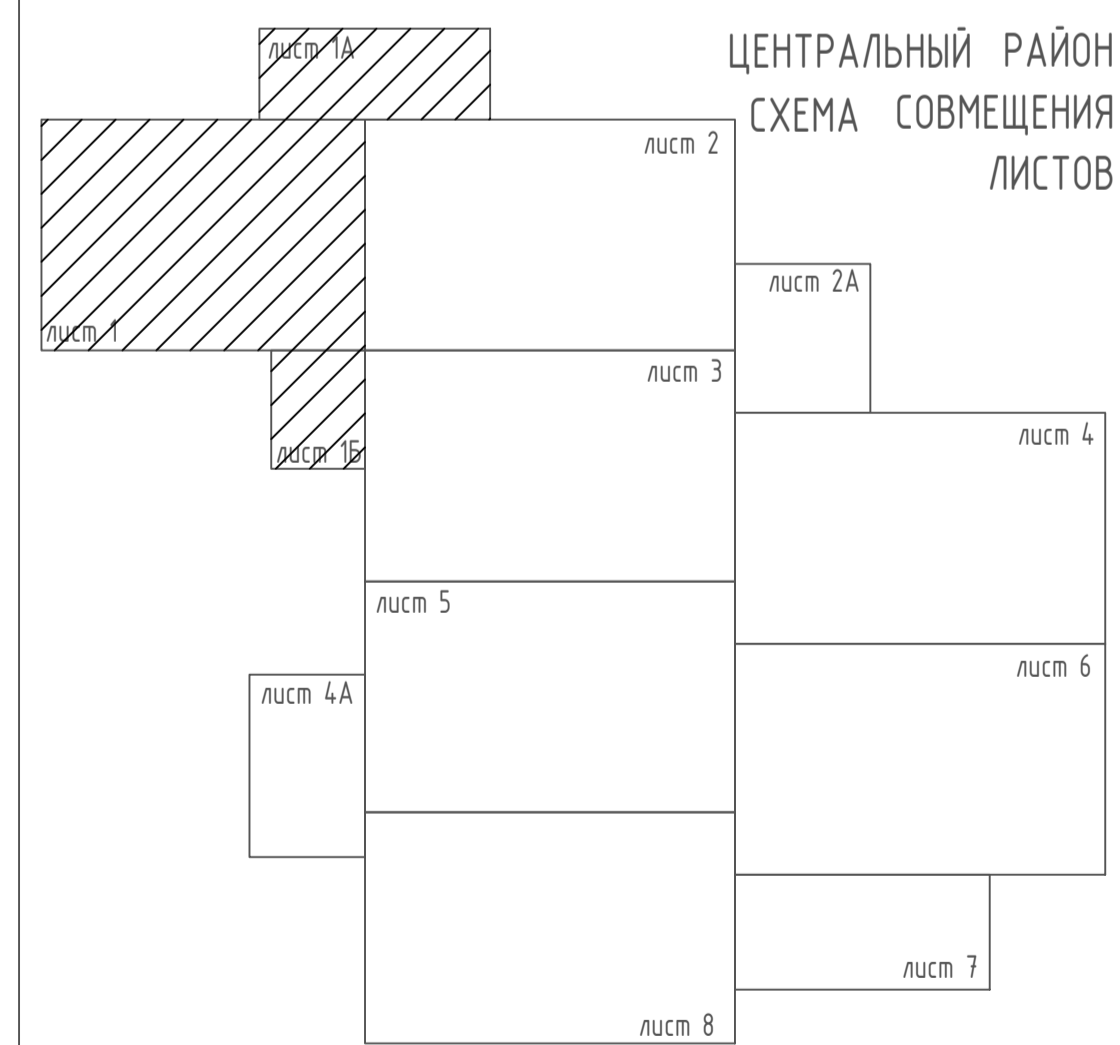 ЦЕНТРАЛЬНЫЙ РАЙОН
СХЕМА СОВМЕЩЕНИЯ
ЛИСТОВ
лист 1А
лист 2
лист 2А
лист 1
лист 3
лист 4
лист 1Б
лист 5
лист 6
лист 4А
лист 7
лист 8